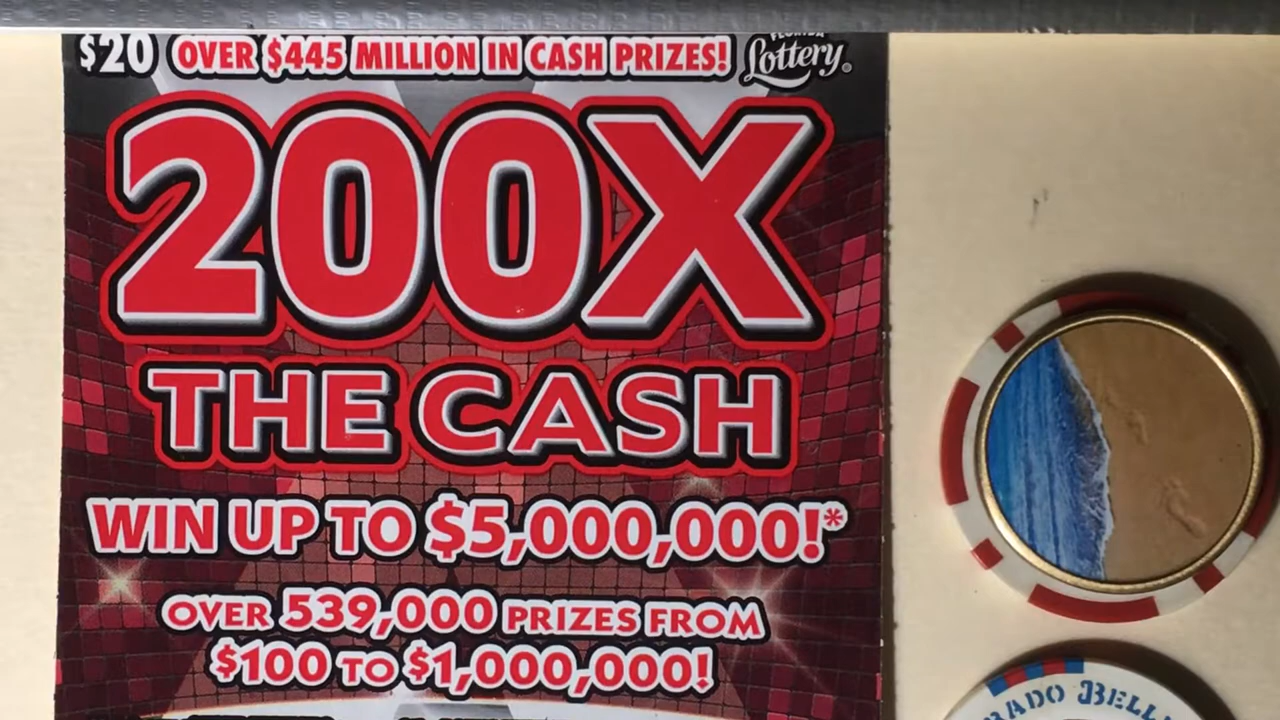 $20 OVER $445 MILLION IN CASH PRIZES! FLORIDA Lottery®
200X
THE CASH
WIN UP TO $5,000,000!*
OVER 539,000 PRIZES FROM
$100 TO $1,000,000!